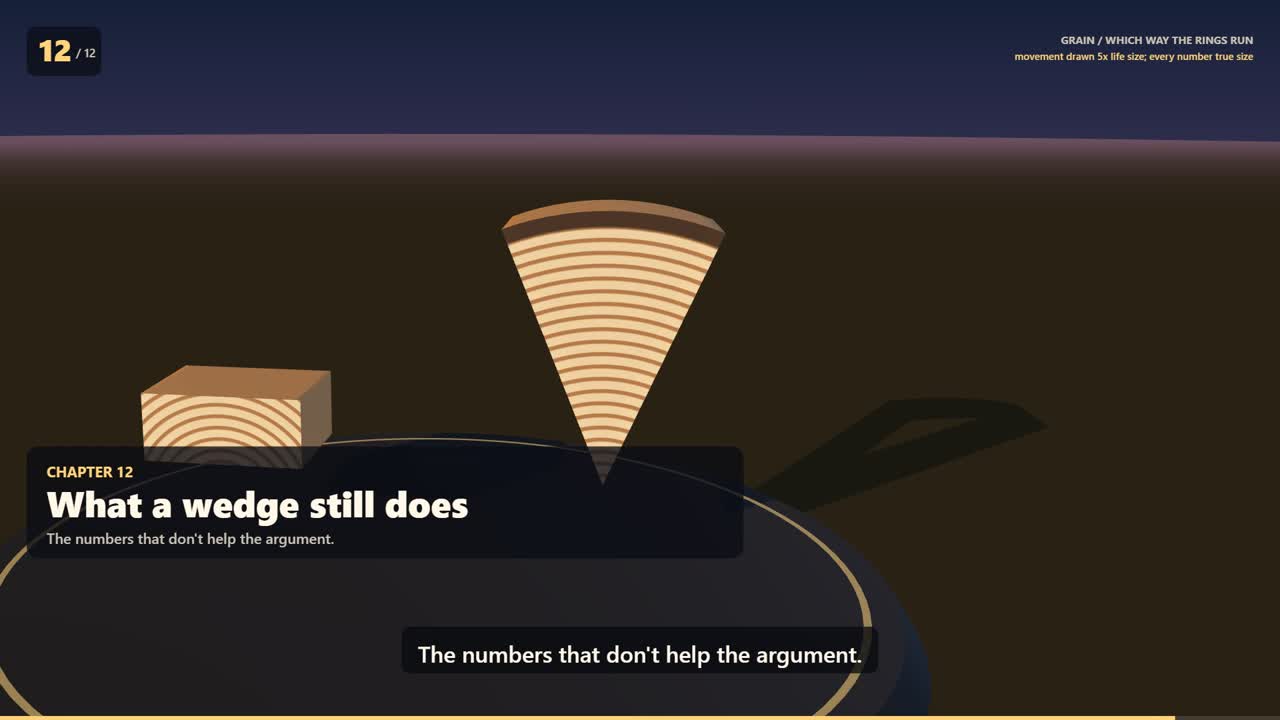 12 / 12
GRAIN / WHICH WAY THE RINGS RUN
movement drawn 5x life size; every number true size
CHAPTER 12
What a wedge still does
The numbers that don't help the argument.
The numbers that don't help the argument.